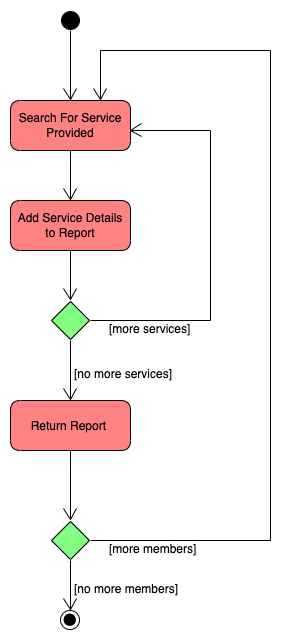 Search For Service
Provided
Add Service Details
to Report
[more services]
[no more services]
Return Report
[more members]
[no more members]